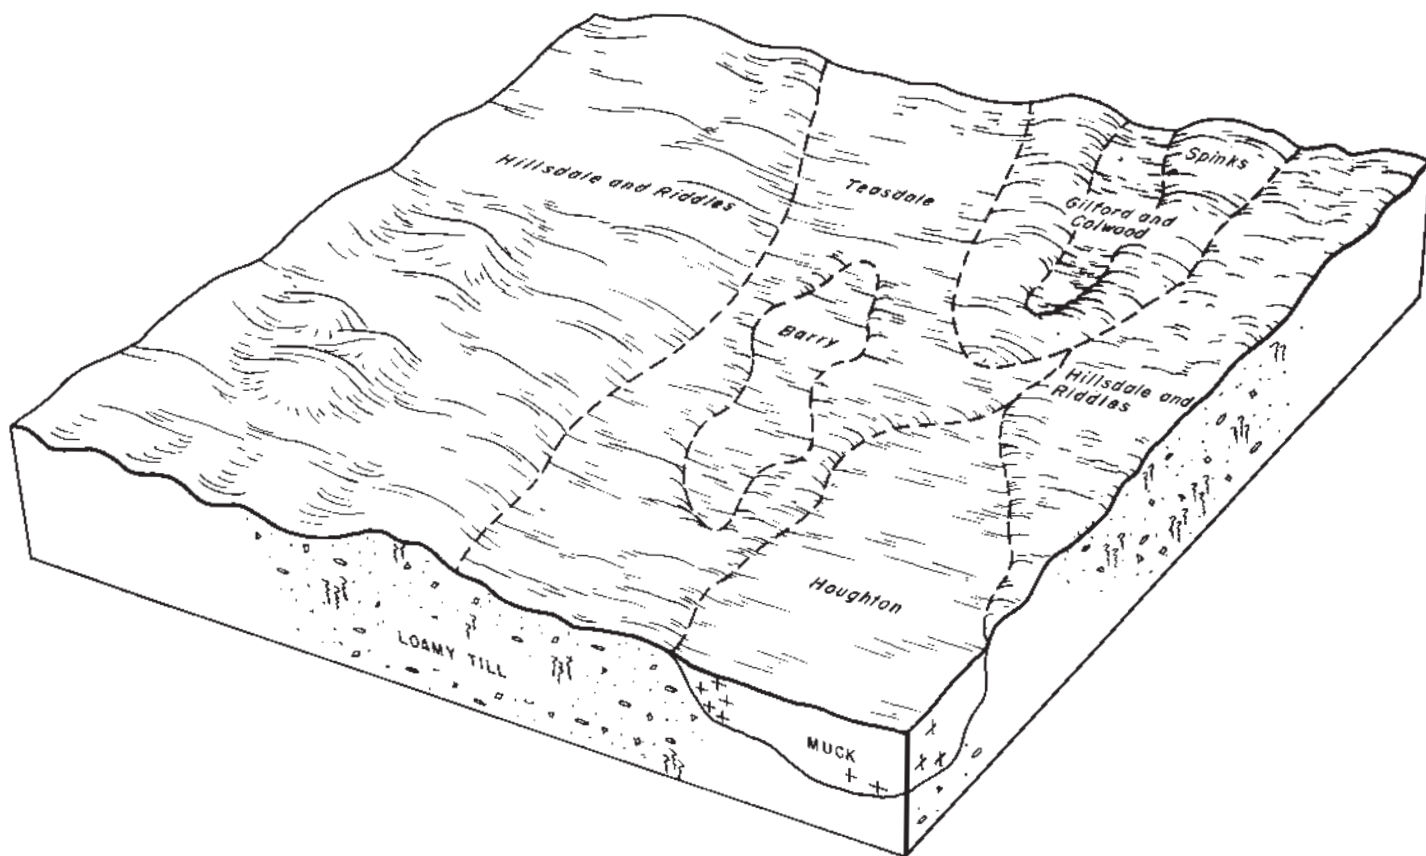 Spinks
Hillsdale and Riddles
Teasdale
Gilford and
Colwood
Barry
Hillsdale and
Riddles
Houghton
LOAMY TILL
MUCK